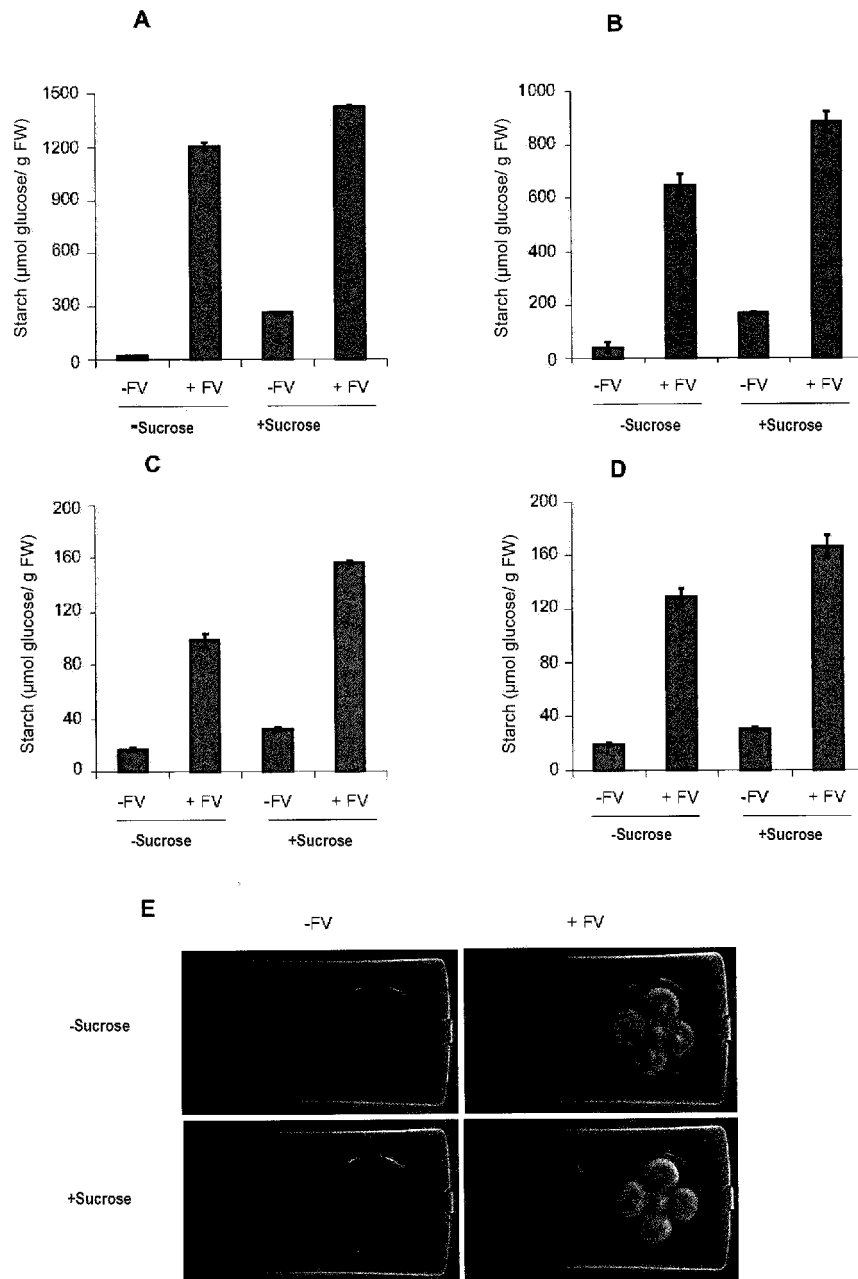 A
Starch (µmol glucose/ g FW)
1500
1200
900
600
300
0
-FV + FV -FV + FV
-Sucrose +Sucrose
B
Starch (µmol glucose/ g FW)
1000
800
600
400
200
0
-FV + FV -FV + FV
-Sucrose +Sucrose
C
Starch (µmol glucose/ g FW)
200
160
120
80
40
0
-FV + FV -FV + FV
-Sucrose +Sucrose
D
Starch (µmol glucose/ g FW)
200
160
120
80
40
0
-FV + FV -FV + FV
-Sucrose +Sucrose
E
-FV + FV
-Sucrose
+Sucrose